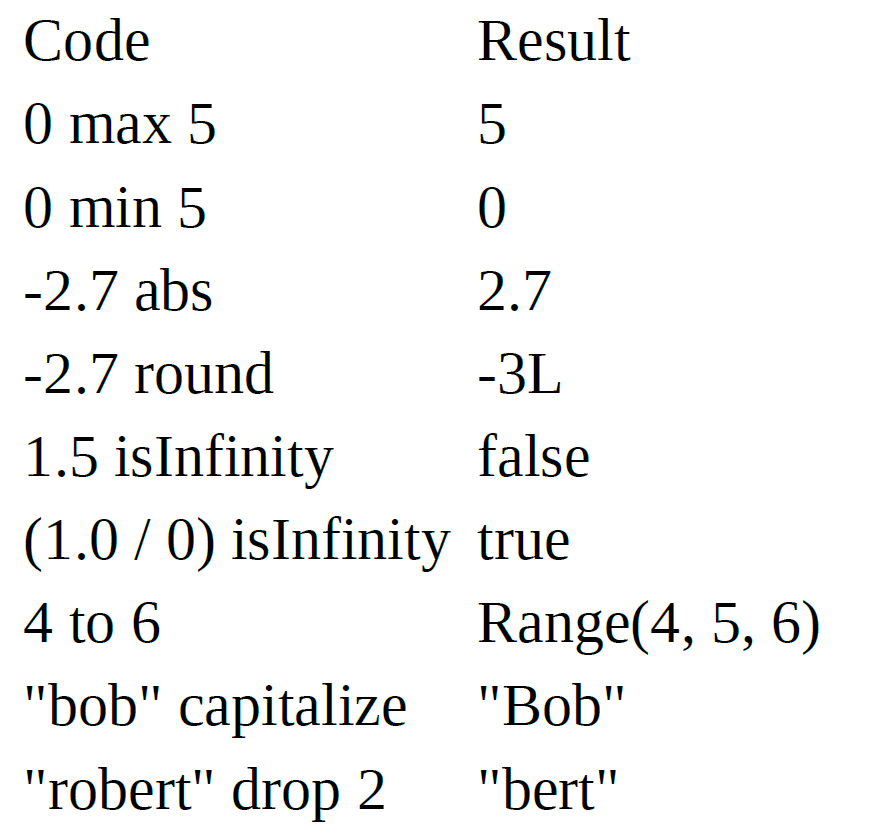 Code Result
0 max 5 5
0 min 5 0
-2.7 abs 2.7
-2.7 round -3L
1.5 isInfinity false
(1.0 / 0) isInfinity true
4 to 6 Range(4, 5, 6)
"bob" capitalize "Bob"
"robert" drop 2 "bert"